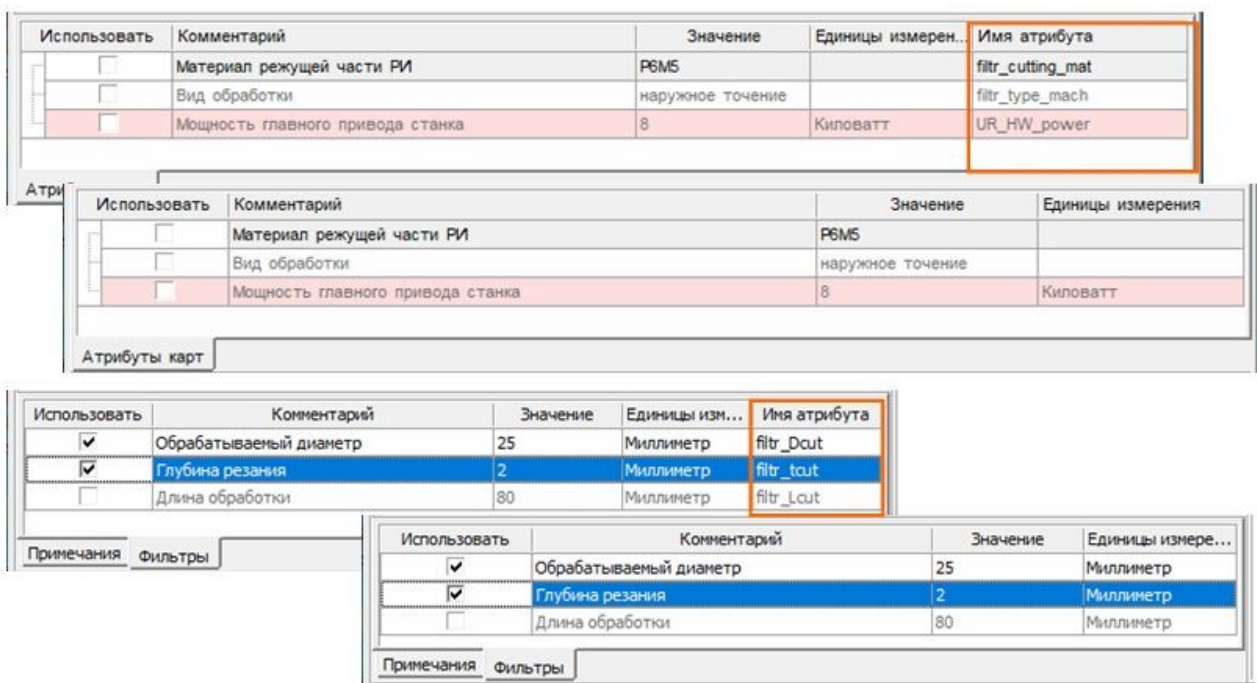 Использовать Комментарий Значение Единицы измерен... Имя атрибута
Материал режущей части РИ Р6М5 filtr_cutting_mat
Вид обработки наружное точение filtr_type_mach
Мощность главного привода станка 8 Киловатт UR_HW_power
Атри
Использовать Комментарий Значение Единицы измерения
Материал режущей части РИ Р6М5
Вид обработки наружное точение
Мощность главного привода станка 8 Киловатт
Атрибуты карт
Использовать Комментарий Значение Единицы изм... Имя атрибута
Обрабатываемый диаметр 25 Миллиметр filtr_Dcut
Глубина резания 2 Миллиметр filtr_tcut
Длина обработки 80 Миллиметр filtr_Lcut
Примечания Фильтры
Использовать Комментарий Значение Единицы измере...
Обрабатываемый диаметр 25 Миллиметр
Глубина резания 2 Миллиметр
Длина обработки 80 Миллиметр
Примечания Фильтры